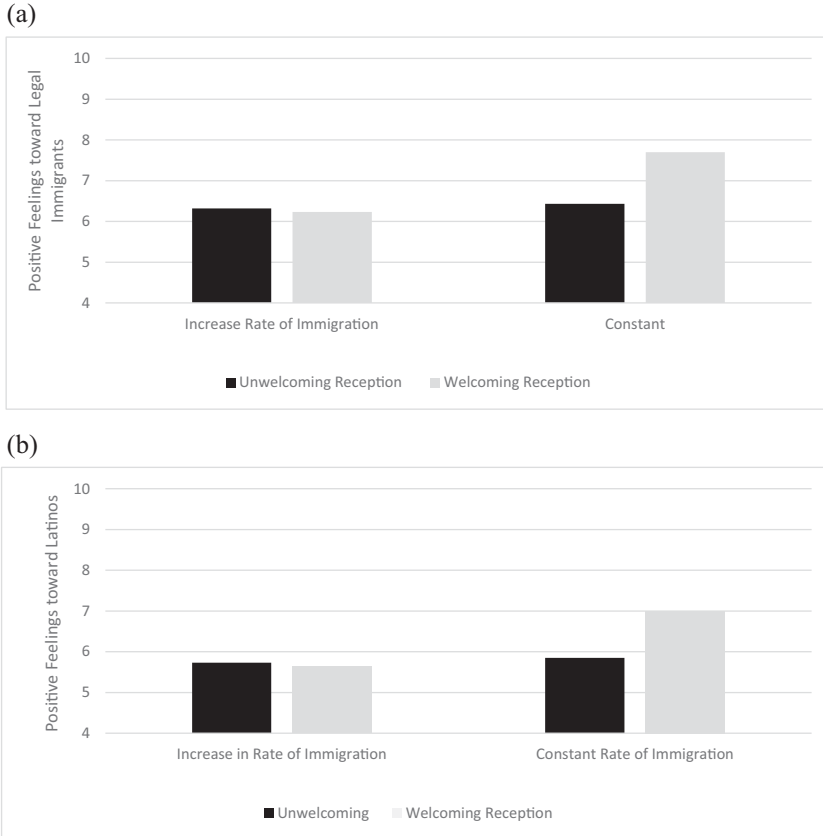 (a)
Positive Feelings toward Legal
Immigrants
10
9
8
7
6
5
4
Increase Rate of Immigration
Constant
Unwelcoming Reception
Welcoming Reception
(b)
Positive Feelings toward Latinos
10
9
8
7
6
5
4
Increase in Rate of Immigration
Constant Rate of Immigration
Unwelcoming
Welcoming Reception